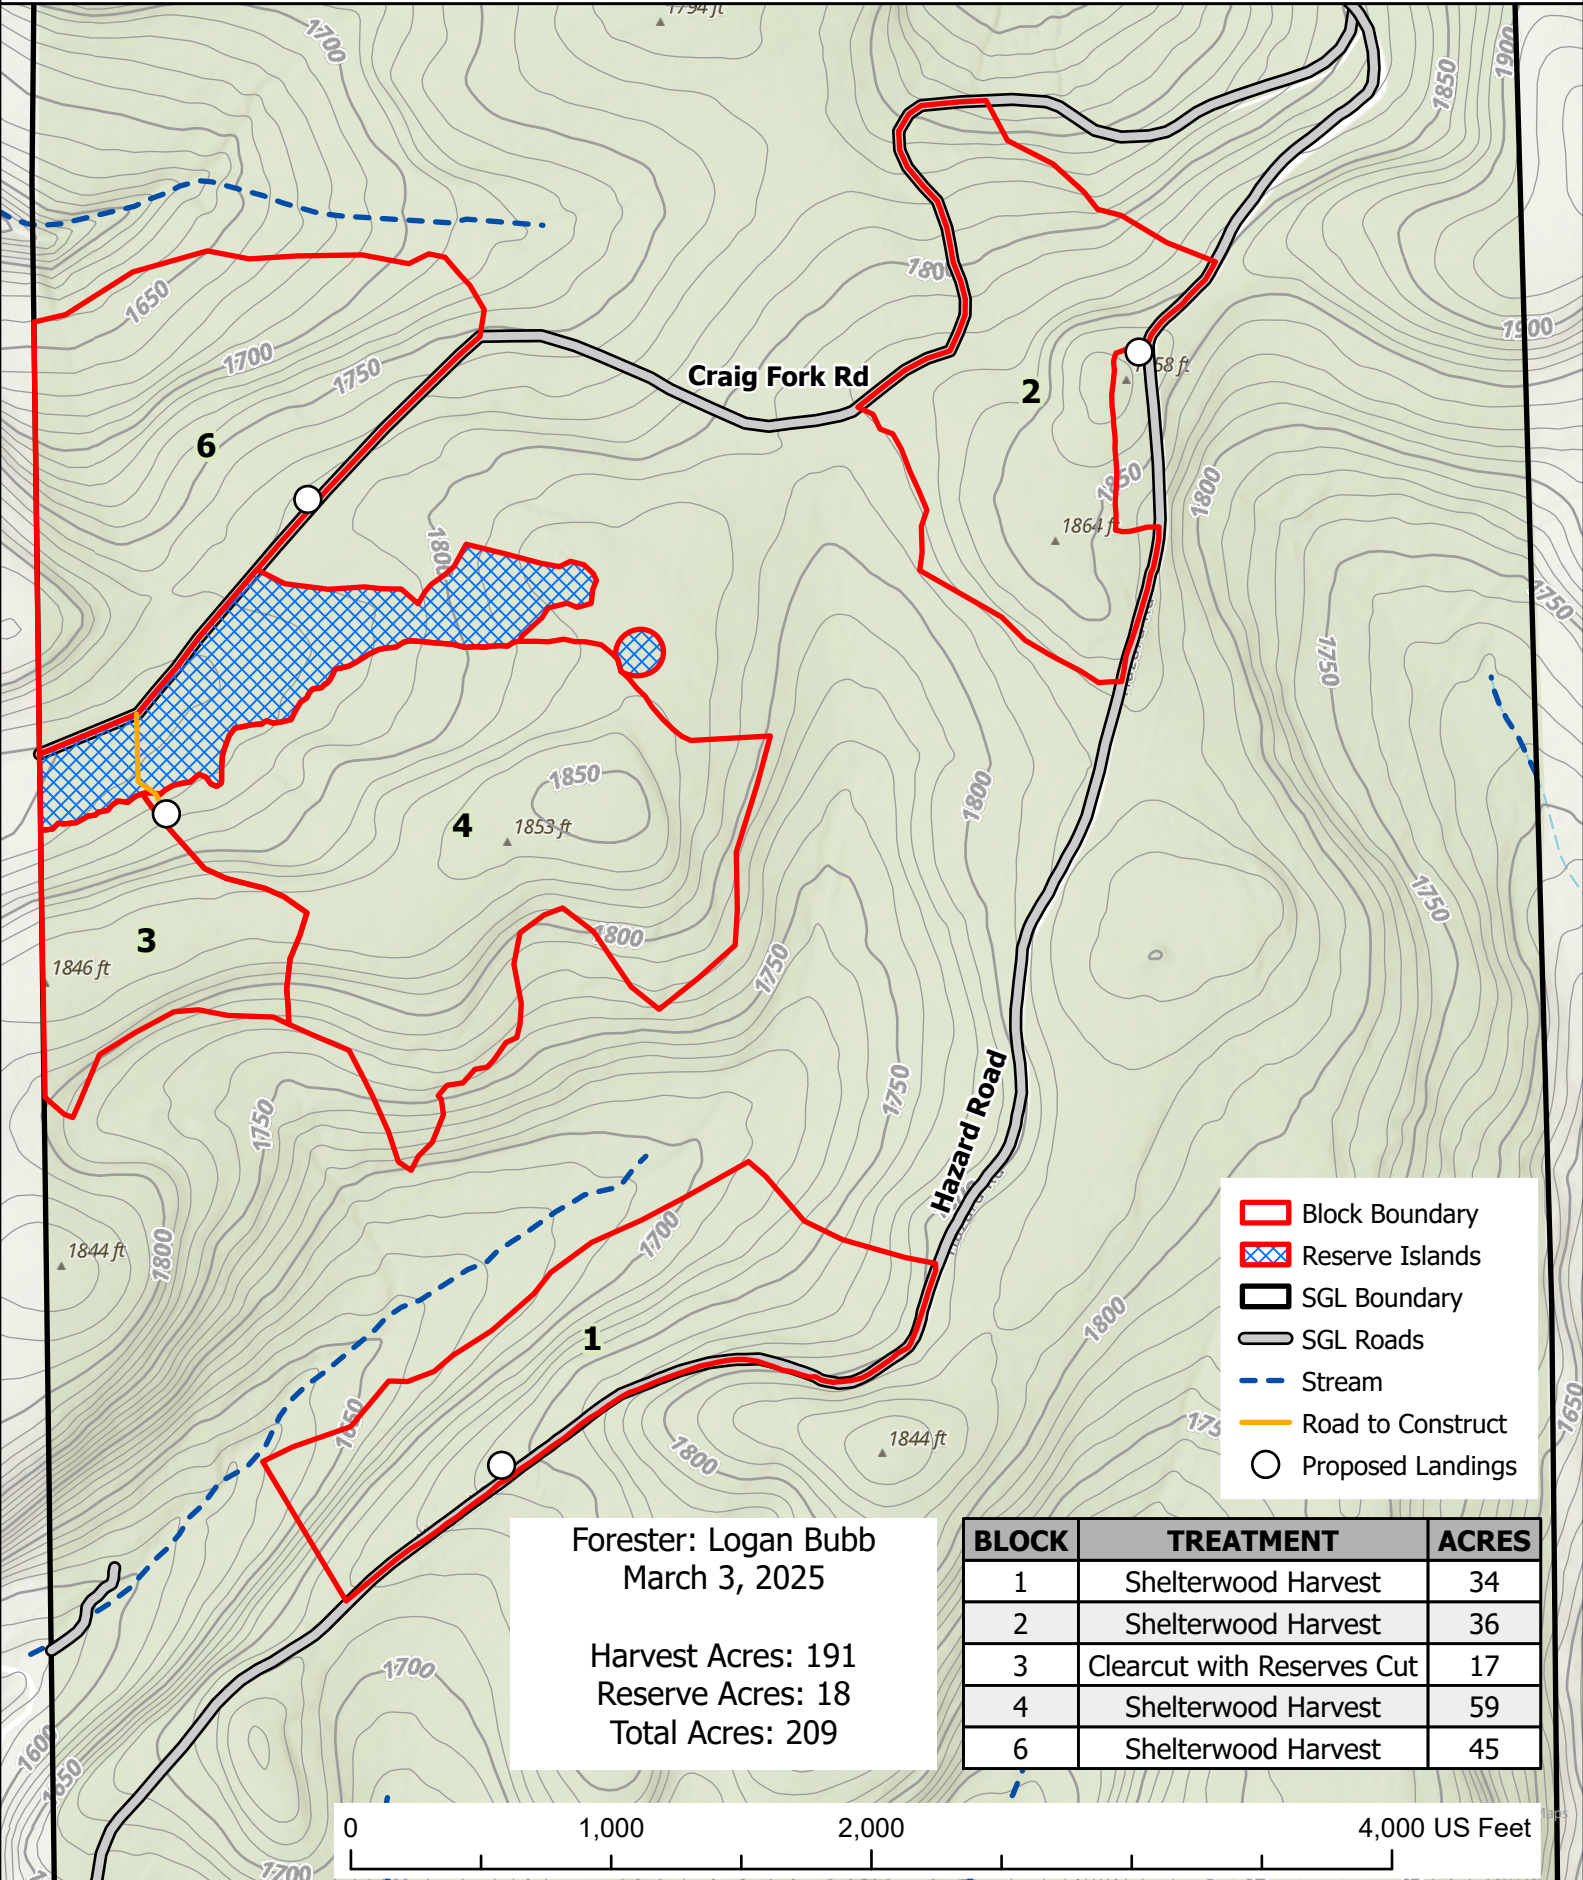 1794 ft
1700
1850
1900
1650
1800
1900
1700
1750
Craig Fork Rd
2
6
1850
1800
1864 ft
1800
1750
1750
1850
1800
4
1853 ft
3
1800
1750
1750
1846 ft
1750
1750
Hazard Road
1700
1844 ft
1800
1800
1
1650
1650
1800
1844 ft
Block Boundary
Reserve Islands
SGL Boundary
SGL Roads
Stream
Road to Construct
Proposed Landings
Forester: Logan Bubb
March 3, 2025
Harvest Acres: 191
Reserve Acres: 18
Total Acres: 209
BLOCK TREATMENT ACRES
1 Shelterwood Harvest 34
2 Shelterwood Harvest 36
3 Clearcut with Reserves Cut 17
4 Shelterwood Harvest 59
6 Shelterwood Harvest 45
1700
1600
1650
1700
0 1,000 2,000 4,000 US Feet